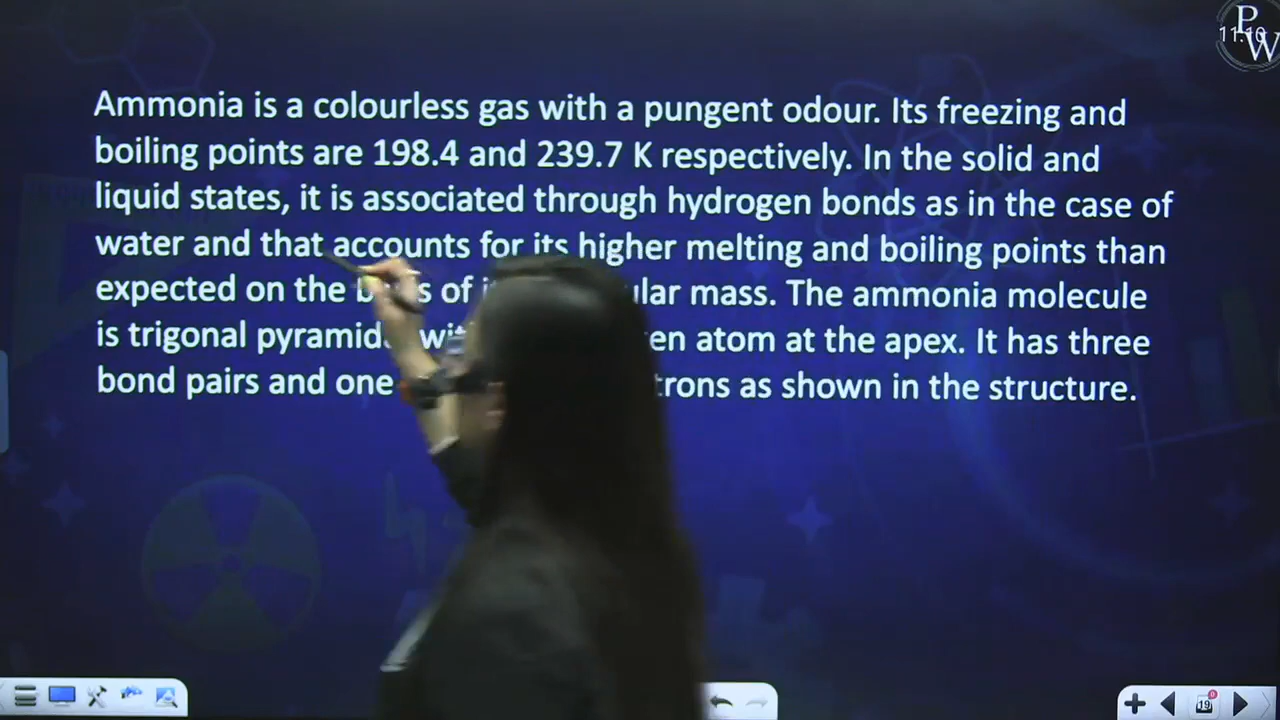 P
W
11:10
Ammonia is a colourless gas with a pungent odour. Its freezing and
boiling points are 198.4 and 239.7 K respectively. In the solid and
liquid states, it is associated through hydrogen bonds as in the case of
water and that accounts for its higher melting and boiling points than
expected on the of mass. The ammonia molecule
is trigonal atom at the apex. It has three
bond pairs and one as shown in the structure.
19